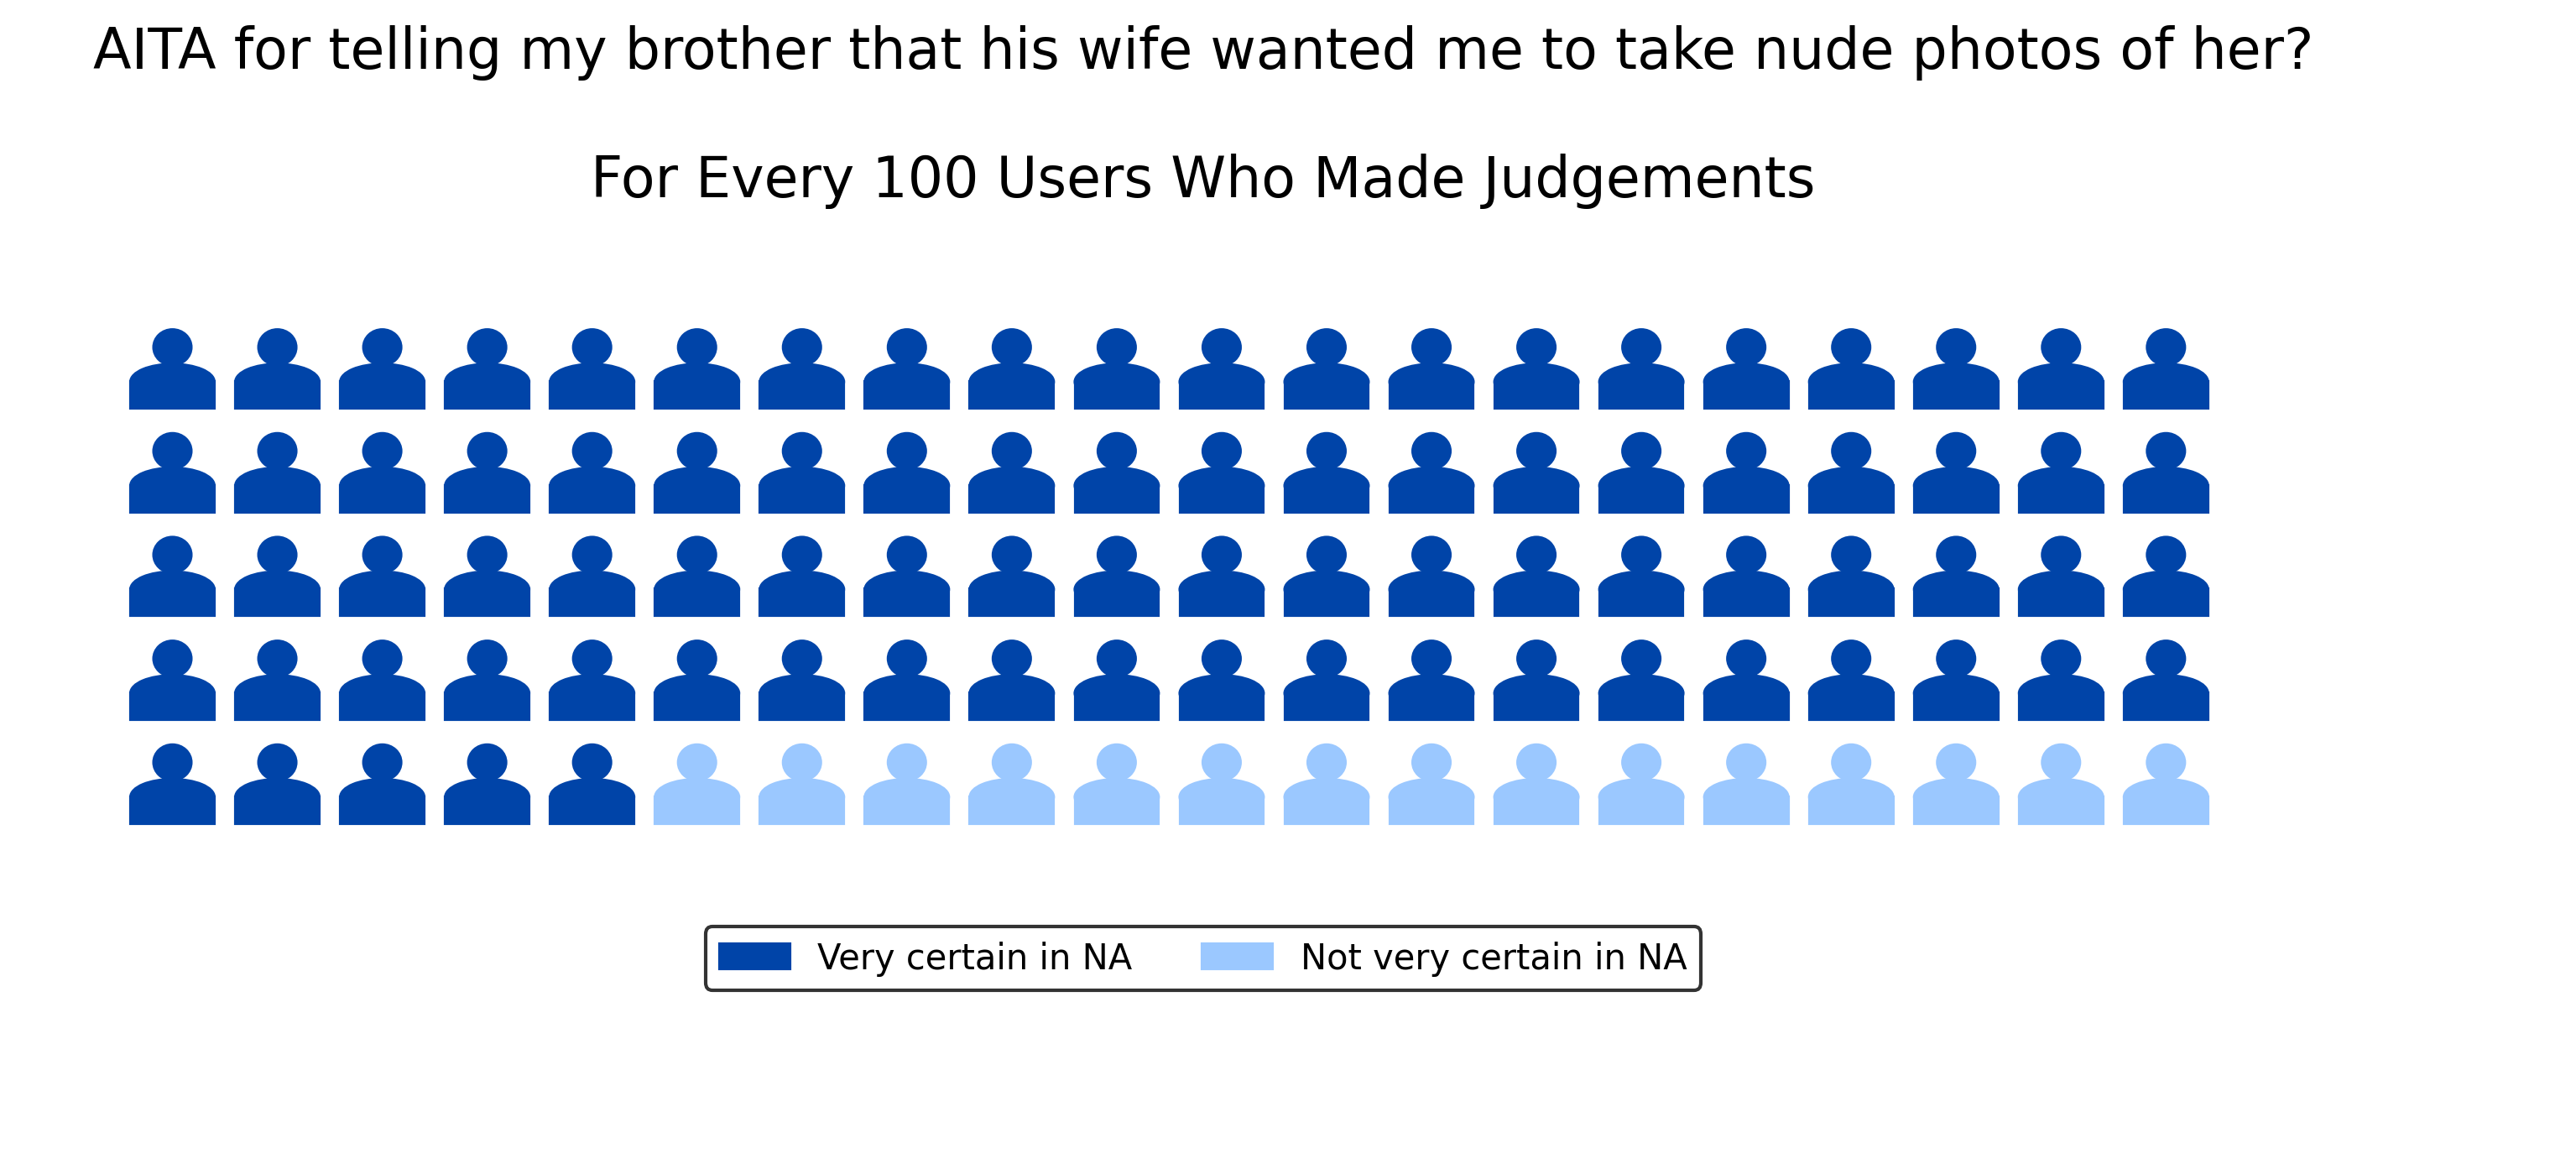 AITA for telling my brother that his wife wanted me to take nude photos of her?
For Every 100 Users Who Made Judgements
Very certain in NA
Not very certain in NA